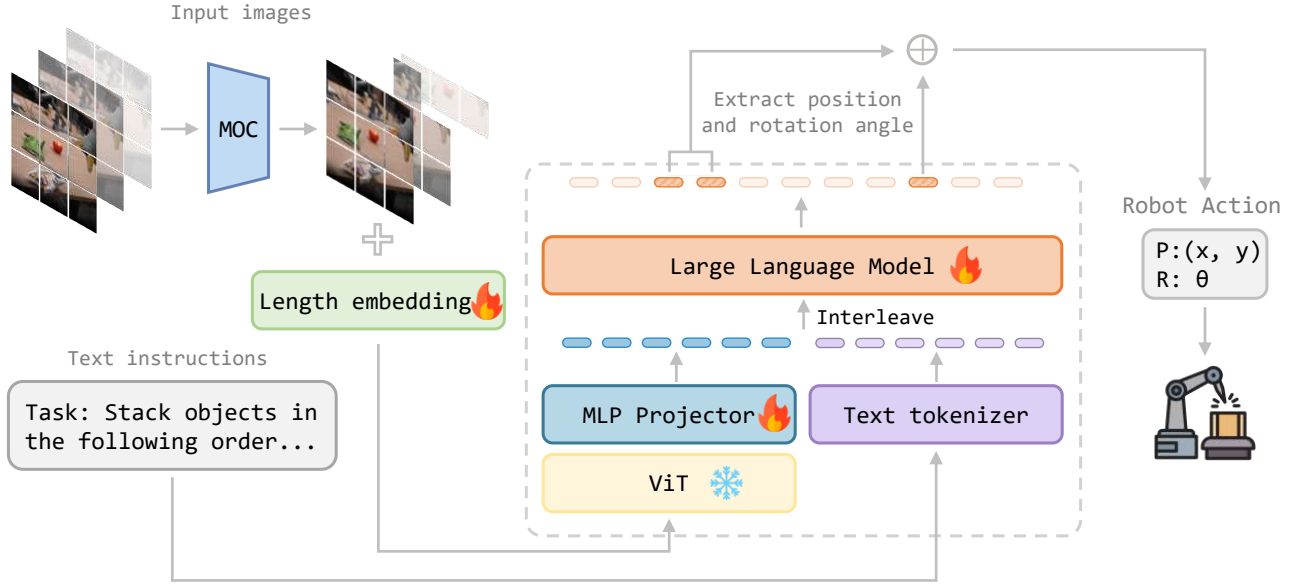 Input images
MOC
Extract position
and rotation angle
Robot Action
P:(x, y)
R: θ
Large Language Model
Length embedding
Interleave
Text instructions
Task: Stack objects in
the following order...
MLP Projector
Text tokenizer
ViT